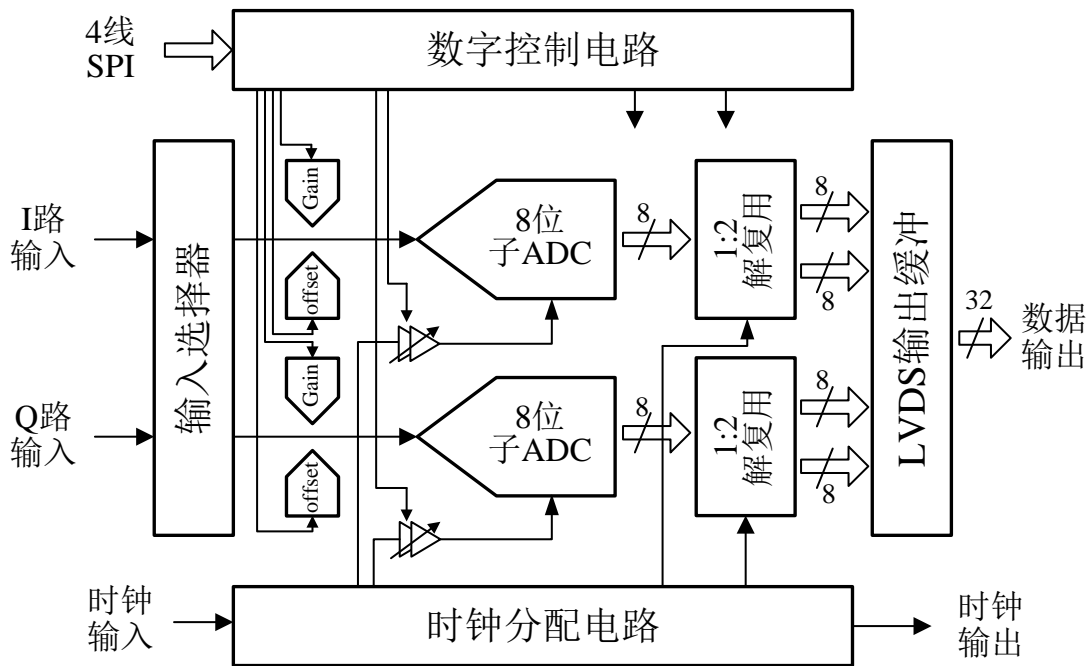 4线
SPI
数字控制电路
I路
输入
Q路
输入
输入选择器
Gain
offset
Gain
offset
8位
子ADC
8
1:2
解复用
8
8
8位
子ADC
8
1:2
解复用
8
8
LVDS输出缓冲
32
数据
输出
时钟
输入
时钟分配电路
时钟
输出